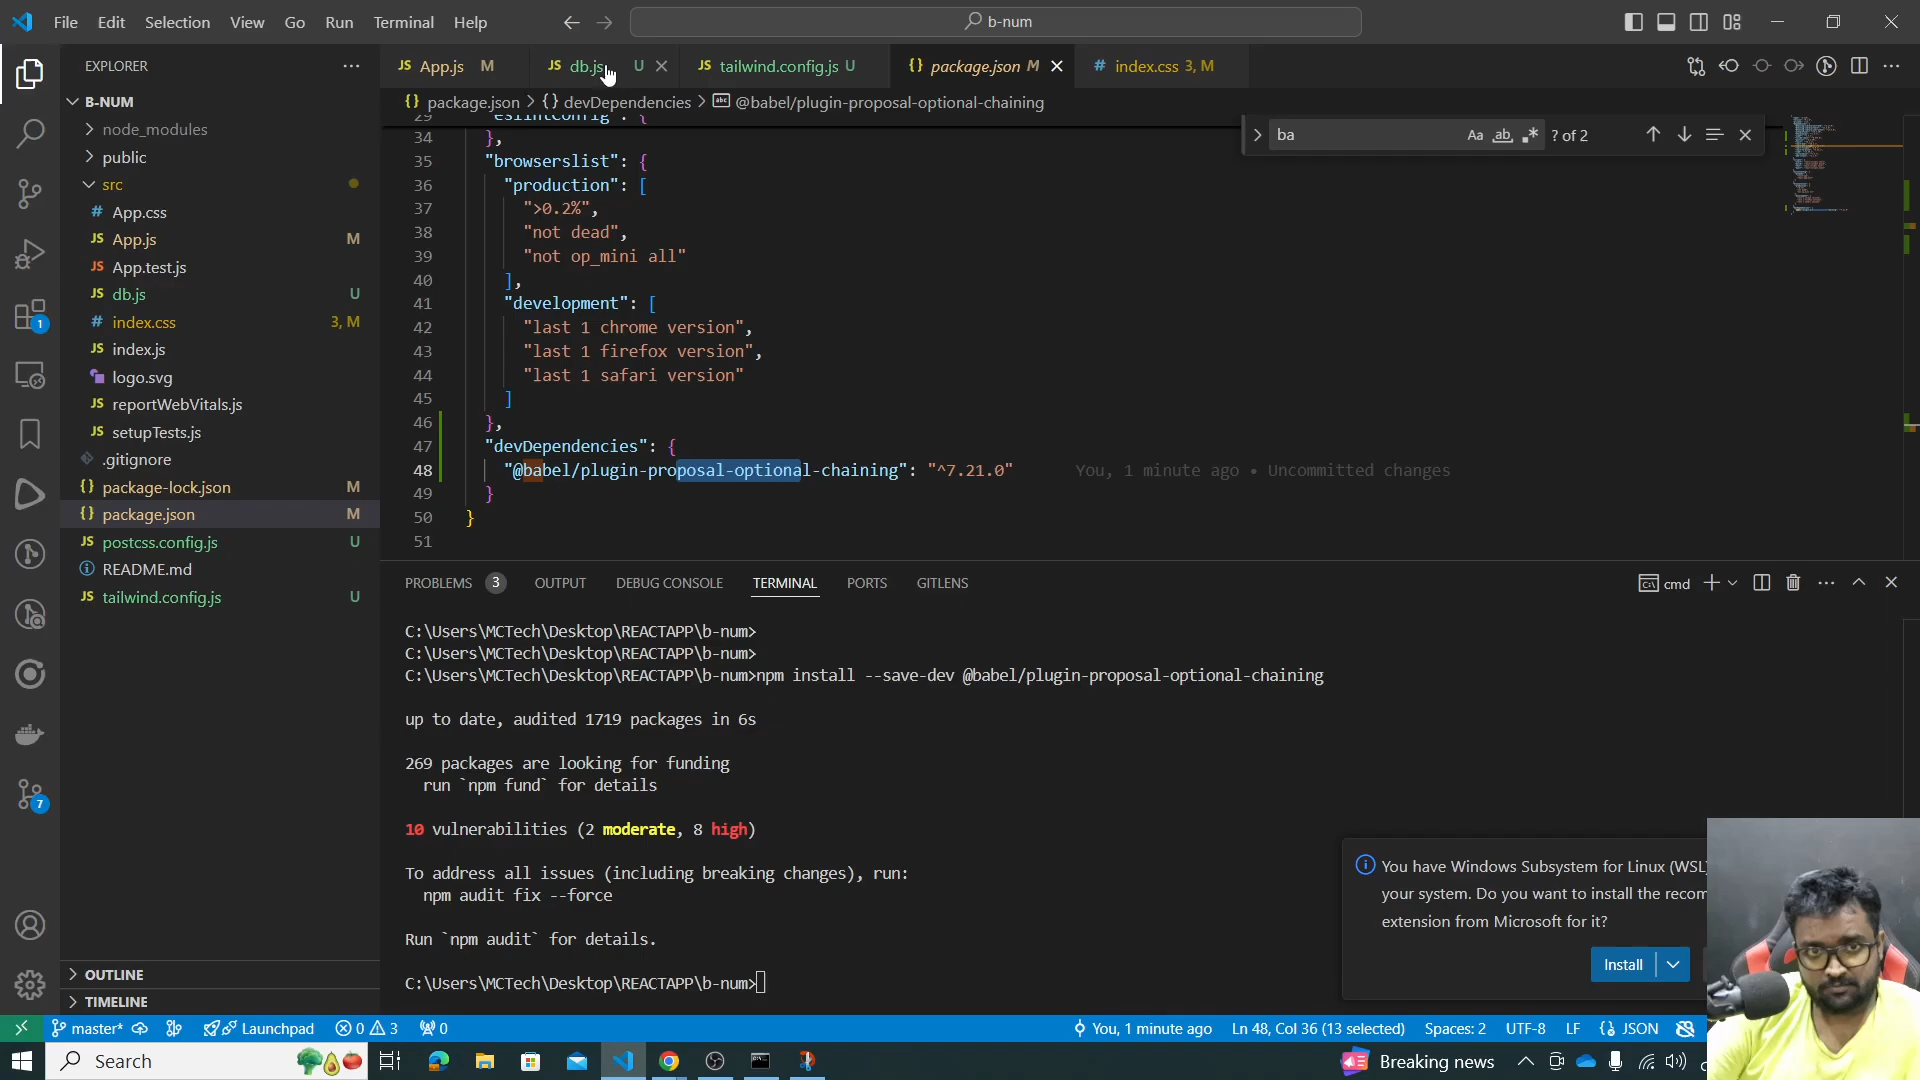 File Edit Selection View Go Run Terminal Help
b-num
EXPLORER
B-NUM
node_modules
public
src
App.css
App.js M
App.test.js
db.js U
index.css 3, M
index.js
logo.svg
reportWebVitals.js
setupTests.js
.gitignore
package-lock.json M
package.json M
postcss.config.js U
README.md
tailwind.config.js U
OUTLINE
TIMELINE
1
7
JS App.js M
JS db.js U
JS tailwind.config.js U
{} package.json M
# index.css 3, M
{} package.json > {} devDependencies > abc @babel/plugin-proposal-optional-chaining
ba Aa ab ? of 2
29 "eslintConfig": {
34 },
35 "browserslist": {
36 "production": [
37 ">0.2%",
38 "not dead",
39 "not op_mini all"
40 ],
41 "development": [
42 "last 1 chrome version",
43 "last 1 firefox version",
44 "last 1 safari version"
45 ]
46 },
47 "devDependencies": {
48 "@babel/plugin-proposal-optional-chaining": "^7.21.0" You, 1 minute ago • Uncommitted changes
49 }
50 }
51
PROBLEMS 3 OUTPUT DEBUG CONSOLE TERMINAL PORTS GITLENS
cmd
C:\Users\MCTech\Desktop\REACTAPP\b-num>
C:\Users\MCTech\Desktop\REACTAPP\b-num>
C:\Users\MCTech\Desktop\REACTAPP\b-num>npm install --save-dev @babel/plugin-proposal-optional-chaining
up to date, audited 1719 packages in 6s
269 packages are looking for funding
run `npm fund` for details
10 vulnerabilities (2 moderate, 8 high)
To address all issues (including breaking changes), run:
npm audit fix --force
Run `npm audit` for details.
C:\Users\MCTech\Desktop\REACTAPP\b-num>
You have Windows Subsystem for Linux (WSL)
your system. Do you want to install the recom
extension from Microsoft for it?
Install
master* Launchpad 0 3 0
You, 1 minute ago Ln 48, Col 36 (13 selected) Spaces: 2 UTF-8 LF {} JSON
Search
Breaking news